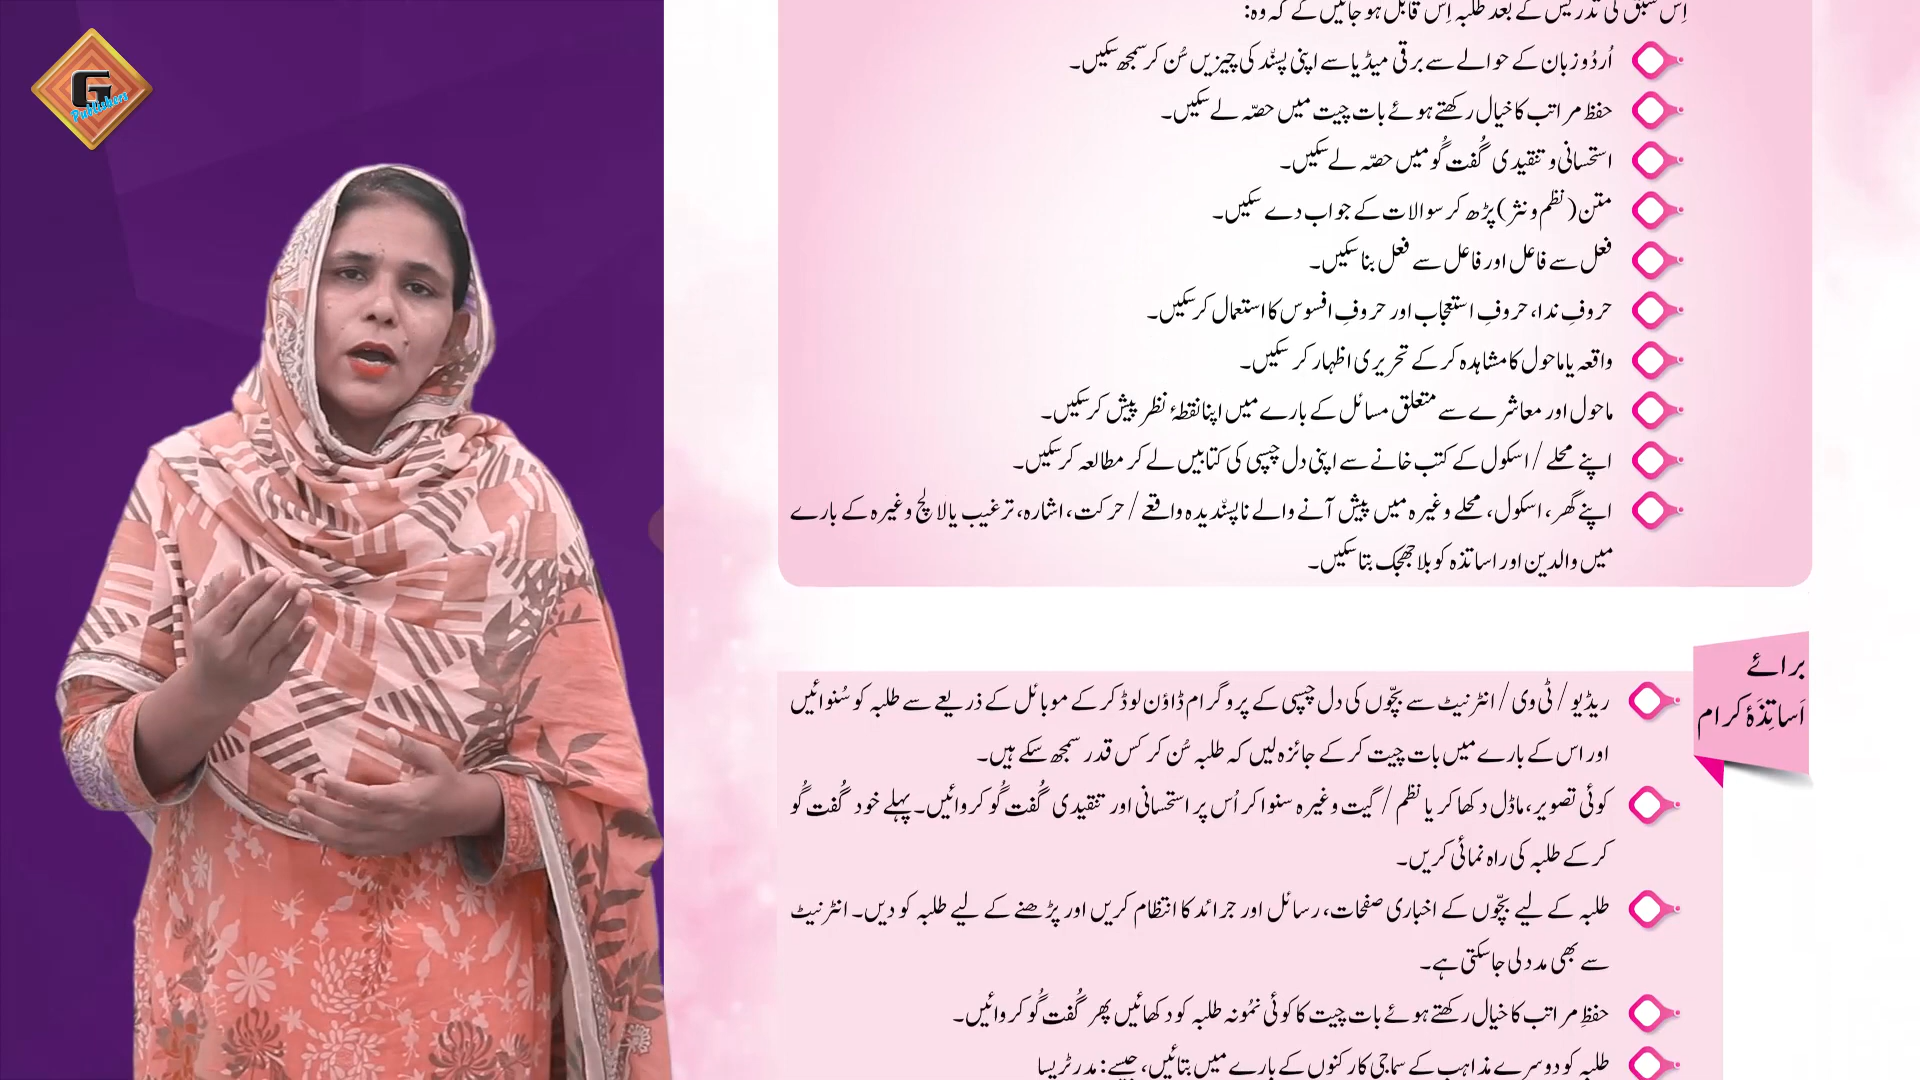 G
Publishers
اِس سبق کی تدریس کے بعد طلبہ اِس قابل ہو جائیں گے کہ وہ:
اُردُو زبان کے حوالے سے برقی میڈیا سے اپنی پسند کی چیزیں سُن کر سمجھ سکیں۔
حفظ مراتب کا خیال رکھتے ہوئے بات چیت میں حصّہ لے سکیں۔
استحسانی و تنقیدی گُفت گُو میں حصّہ لے سکیں۔
متن (نظم و نثر) پڑھ کر سوالات کے جواب دے سکیں۔
فعل سے فاعل اور فاعل سے فعل بنا سکیں۔
حروفِ ندا، حروفِ استعجاب اور حروفِ افسوس کا استعمال کر سکیں۔
واقعہ یا ماحول کا مشاہدہ کر کے تحریری اظہار کر سکیں۔
ماحول اور معاشرے سے متعلق مسائل کے بارے میں اپنا نقطۂ نظر پیش کر سکیں۔
اپنے محلے / اسکول کے کتب خانے سے اپنی دل چسپی کی کتابیں لے کر مطالعہ کر سکیں۔
اپنے گھر، اسکول، محلے وغیرہ میں پیش آنے والے ناپسندیدہ واقعے / حرکت، اشارہ، ترغیب یا لالچ وغیرہ کے بارے
میں والدین اور اساتذہ کو بلا جھجک بتا سکیں۔
برائے
اَساتِذَۂ کرام
ریڈیو / ٹی وی / انٹرنیٹ سے بچّوں کی دل چسپی کے پروگرام ڈاؤن لوڈ کر کے موبائل کے ذریعے سے طلبہ کو سُنوائیں
اور اس کے بارے میں بات چیت کر کے جائزہ لیں کہ طلبہ سُن کر کس قدر سمجھ سکے ہیں۔
کوئی تصویر، ماڈل دکھا کر یا نظم / گیت وغیرہ سنوا کر اُس پر استحسانی اور تنقیدی گُفت گُو کروائیں۔ پہلے خود گُفت گُو
کر کے طلبہ کی راہ نمائی کریں۔
طلبہ کے لیے بچّوں کے اخباری صفحات، رسائل اور جرائد کا انتظام کریں اور پڑھنے کے لیے طلبہ کو دیں۔ انٹرنیٹ
سے بھی مدد لی جا سکتی ہے۔
حفظِ مراتب کا خیال رکھتے ہوئے بات چیت کا کوئی نمُونہ طلبہ کو دکھائیں پھر گُفت گُو کروائیں۔
طلبہ کو دوسرے مذاہب کے سماجی کارکنوں کے بارے میں بتائیں، جیسے: مدر ٹریسا